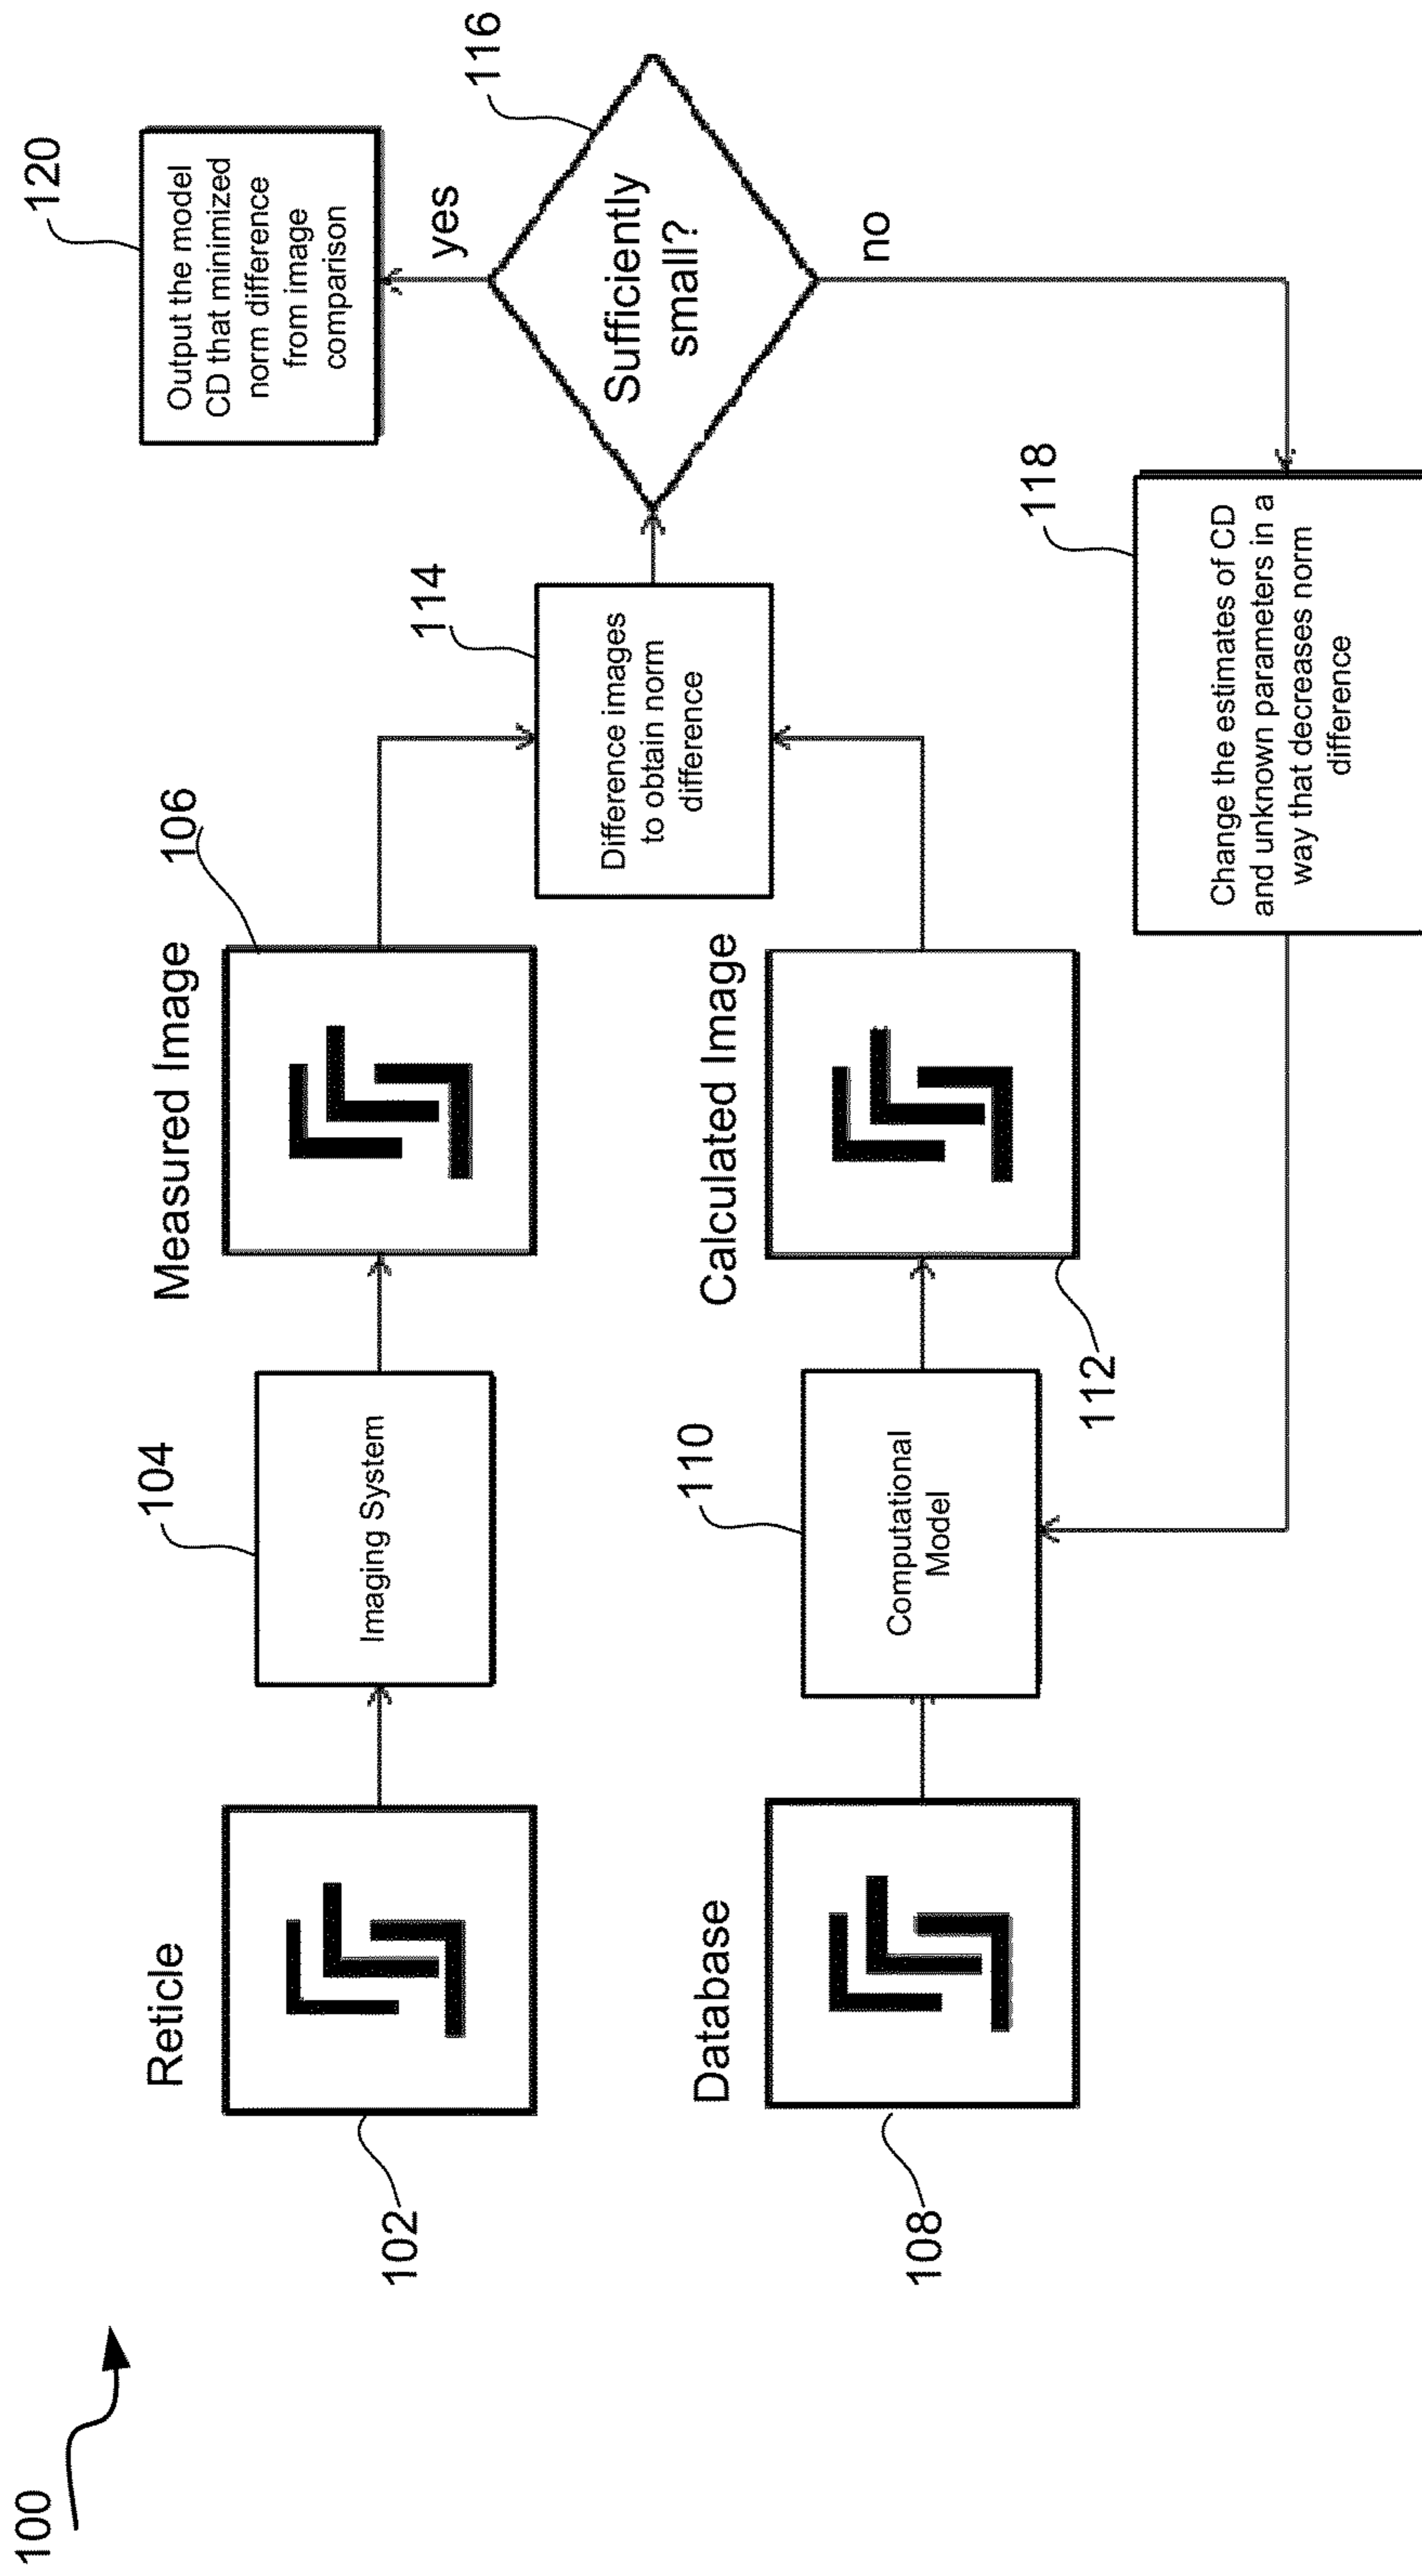 100
Reticle
102
104
Imaging System
Measured Image
106
Database
108
110
Computational
Model
Calculated Image
112
114
Difference images
to obtain norm
difference
116
Sufficiently
small?
yes
no
118
Change the estimates of CD
and unknown parameters in a
way that decreases norm
difference
120
Output the model
CD that minimized
norm difference
from image
comparison